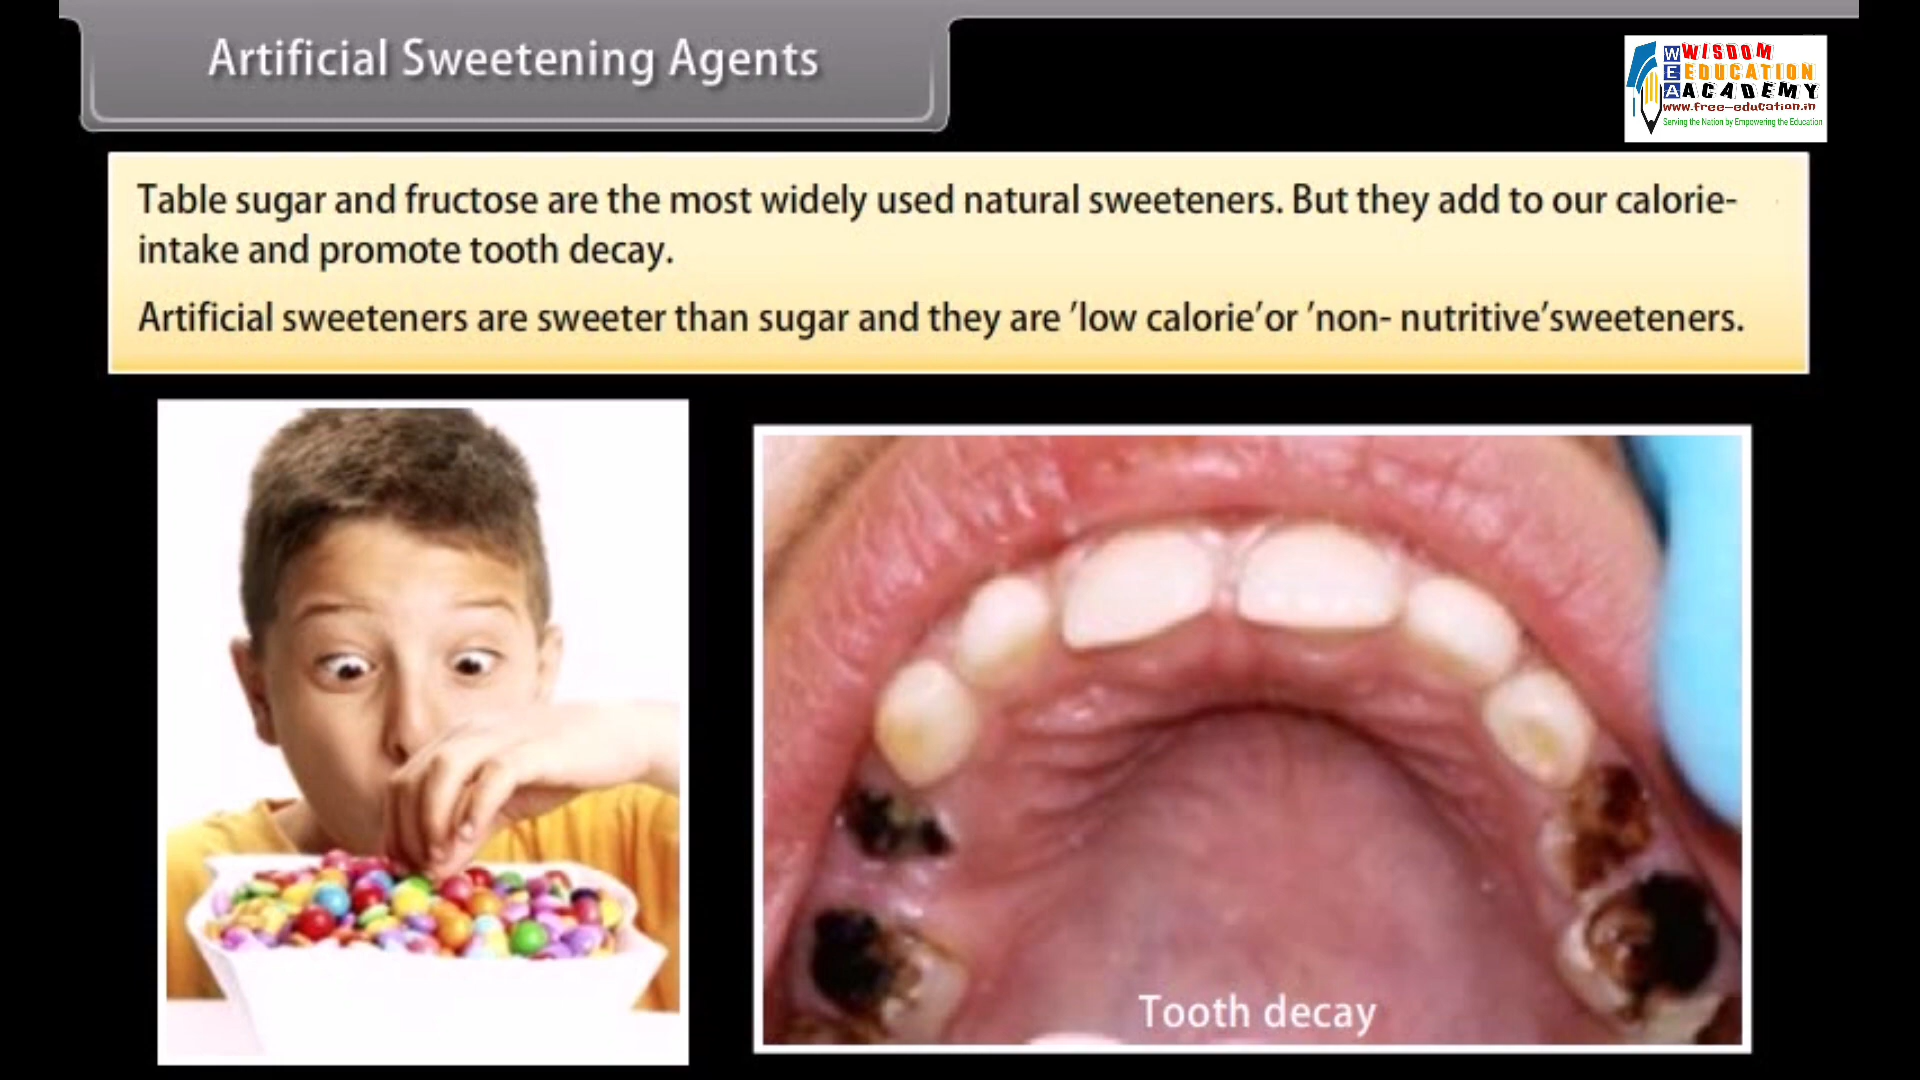 Artificial Sweetening Agents
WISDOM
EDUCATION
ACADEMY
WEA
www.free-education.in
Serving the Nation by Empowering the Education
Table sugar and fructose are the most widely used natural sweeteners. But they add to our calorie-
intake and promote tooth decay.
Artificial sweeteners are sweeter than sugar and they are ’low calorie’or ’non- nutritive’sweeteners.
Tooth decay